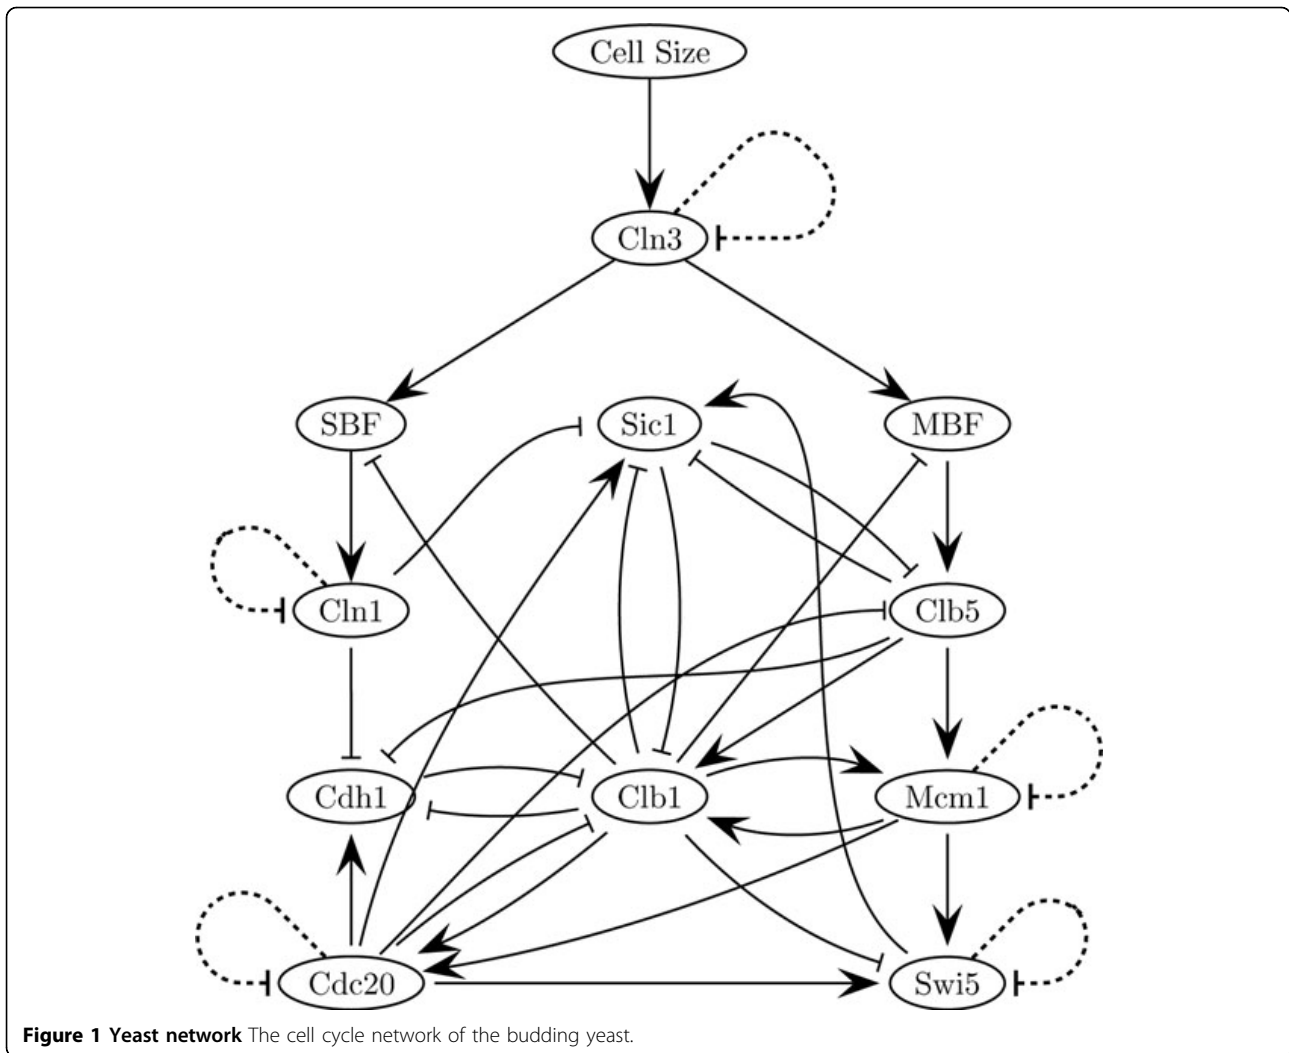 Cell Size
Cln3
SBF
Sic1
MBF
Cln1
Clb5
Cdh1
Clb1
Mcm1
Cdc20
Swi5
Figure 1 Yeast network The cell cycle network of the budding yeast.